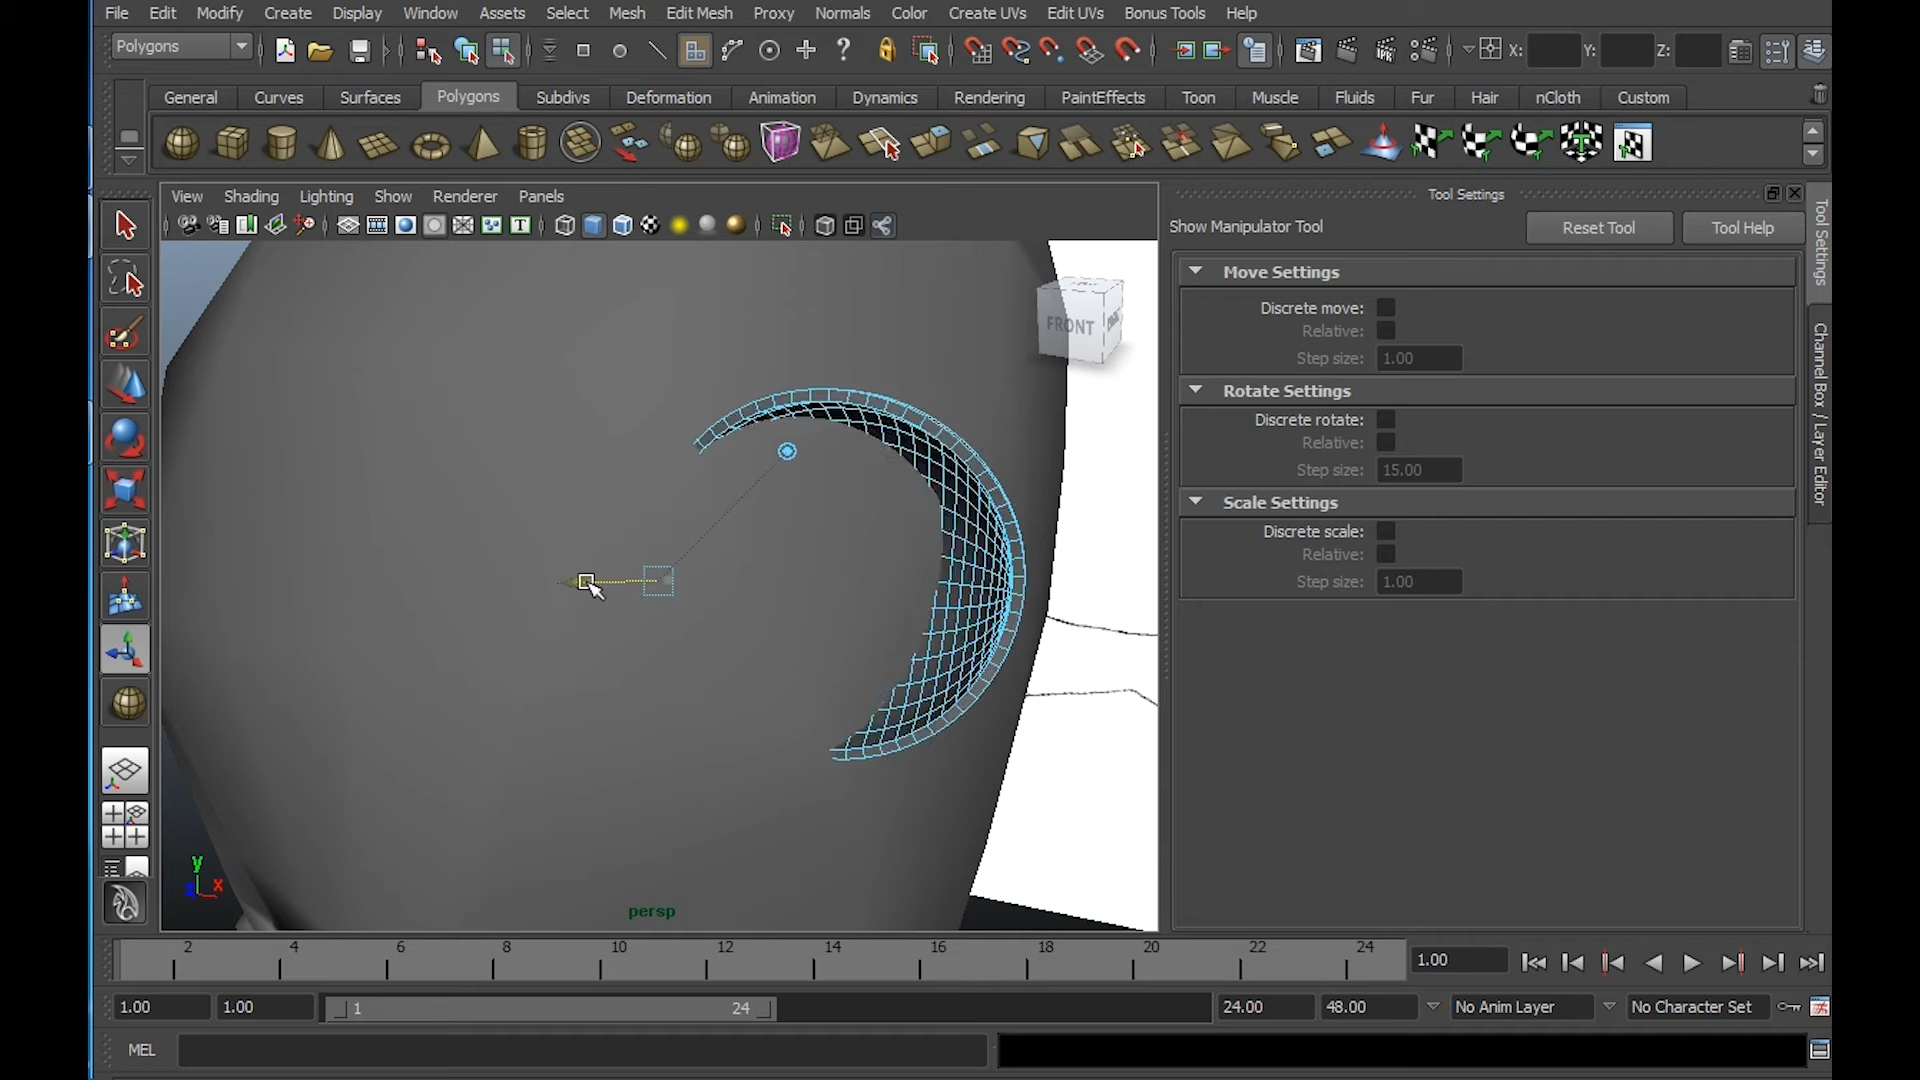 File Edit Modify Create Display Window Assets Select Mesh Edit Mesh Proxy Normals Color Create UVs Edit UVs Bonus Tools Help
Polygons X: Y: Z:
General Curves Surfaces Polygons Subdivs Deformation Animation Dynamics Rendering PaintEffects Toon Muscle Fluids Fur Hair nCloth Custom
View Shading Lighting Show Renderer Panels
Tool Settings
Show Manipulator Tool Reset Tool Tool Help
Move Settings
Discrete move:
Relative:
Step size: 1.00
Rotate Settings
Discrete rotate:
Relative:
Step size: 15.00
Scale Settings
Discrete scale:
Relative:
Step size: 1.00
Tool Settings
Channel Box / Layer Editor
T
FRONT
y
z x
persp
2 4 6 8 10 12 14 16 18 20 22 24 1.00
1.00 1.00 1 24 24.00 48.00 No Anim Layer No Character Set
MEL